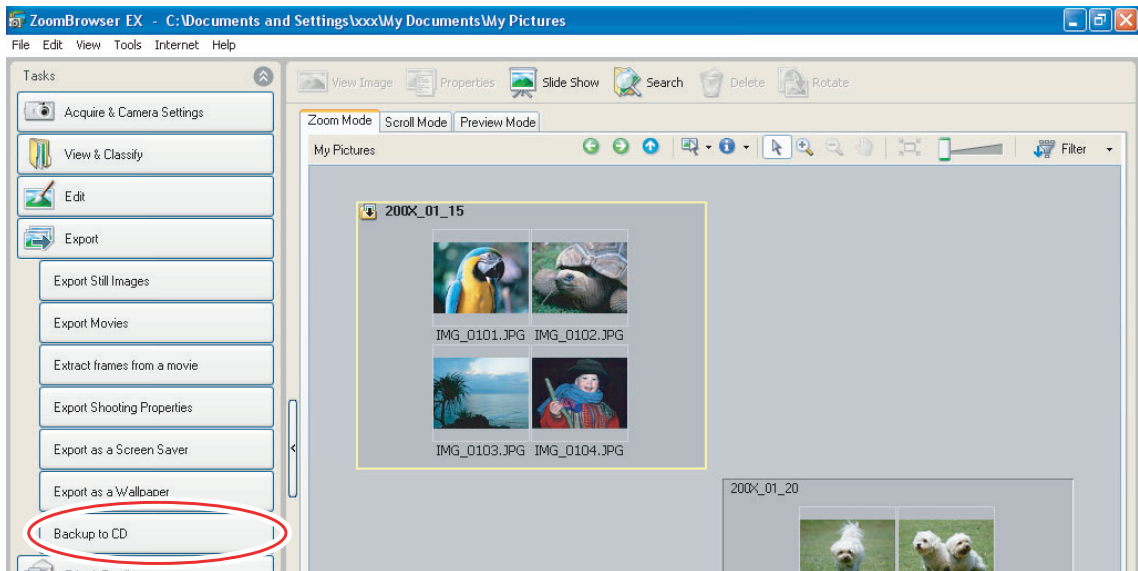 ZoomBrowser EX - C:\Documents and Settings\xxx\My Documents\My Pictures
File Edit View Tools Internet Help
Tasks
Acquire & Camera Settings
View & Classify
Edit
Export
Export Still Images
Export Movies
Extract frames from a movie
Export Shooting Properties
Export as a Screen Saver
Export as a Wallpaper
Backup to CD
View Image Properties Slide Show Search Delete Rotate
Zoom Mode Scroll Mode Preview Mode
My Pictures Filter
200X_01_15
IMG_0101.JPG IMG_0102.JPG
IMG_0103.JPG IMG_0104.JPG
200X_01_20